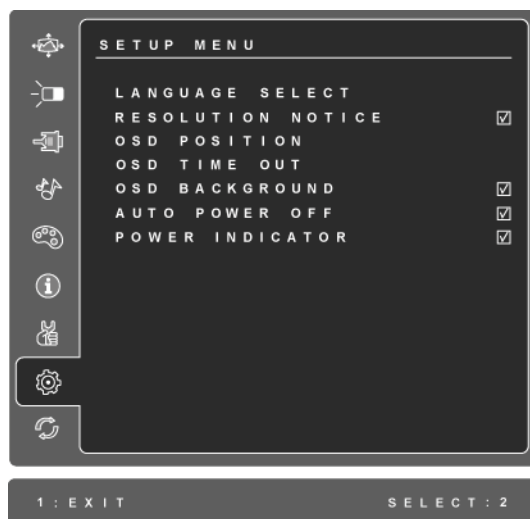 SETUP MENU
LANGUAGE SELECT
RESOLUTION NOTICE
OSD POSITION
OSD TIME OUT
OSD BACKGROUND
AUTO POWER OFF
POWER INDICATOR
1:EXIT SELECT:2